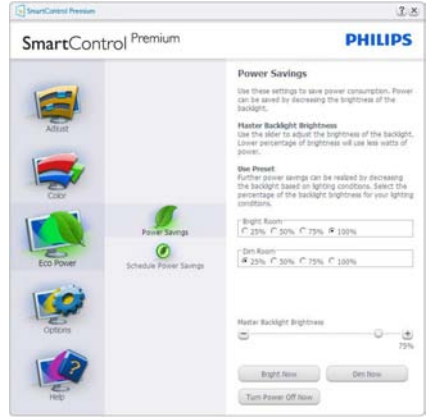 SmartControl Premium
SmartControl Premium
PHILIPS
Adjust
Color
Eco Power
Options
Help
Power Savings
Schedule Power Savings
Power Savings
Use these settings to save power consumption. Power
can be saved by decreasing the brightness of the
backlight.
Master Backlight Brightness
Use the slider to adjust the brightness of the backlight.
Lower percentage of brightness will use less watts of
power.
Use Preset
Further power savings can be realized by decreasing
the backlight based on lighting conditions. Select the
percentage of the backlight brightness for your lighting
conditions.
Bright Room
25% 50% 75% 100%
Dim Room
25% 50% 75% 100%
Master Backlight Brightness
75%
Bright Now
Dim Now
Turn Power Off Now